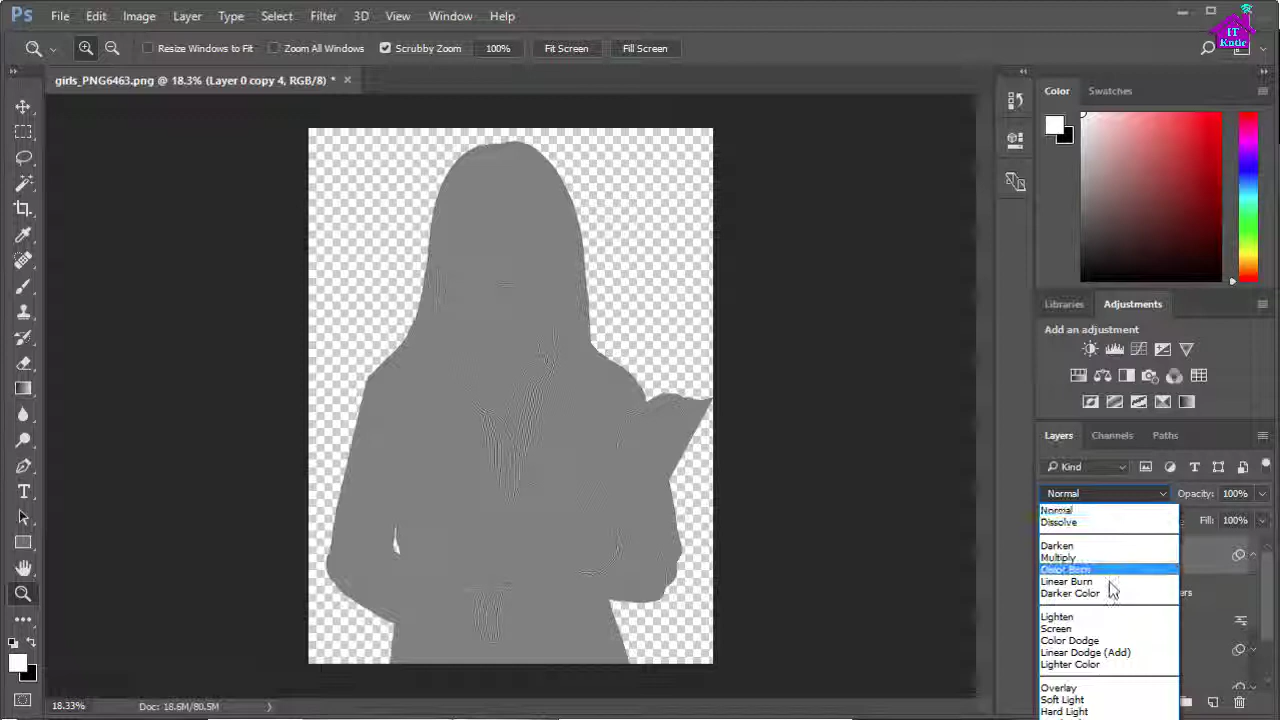 Ps File Edit Image Layer Type Select Filter 3D View Window Help
IT
Resize Windows to Fit Zoom All Windows Scrubby Zoom 100% Fit Screen Fill Screen
girls_PNG6463.png @ 18.3% (Layer 0 copy 4, RGB/8) * ×
Color Swatches
Libraries Adjustments
Add an adjustment
Layers Channels Paths
Kind
Normal Opacity: 100%
Normal
Fill: 100%
Dissolve
Darken
Multiply
Color Burn
Linear Burn
Darker Color
Lighten
Screen
Color Dodge
Linear Dodge (Add)
Lighter Color
Overlay
Soft Light
Hard Light
18.33% Doc: 18.6M/80.5M